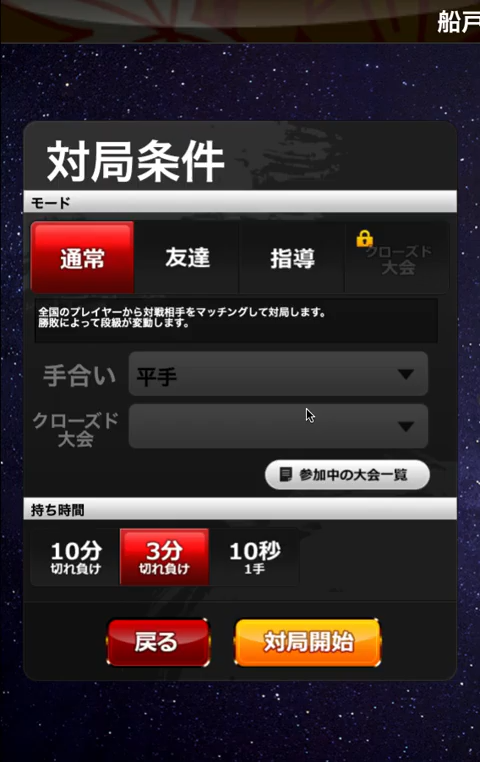 船戸
対局条件
モード
通常
友達
指導
クローズド
大会
全国のプレイヤーから対戦相手をマッチングして対局します。
勝敗によって段級が変動します。
手合い
平手
クローズド
大会
参加中の大会一覧
持ち時間
10分
切れ負け
3分
切れ負け
10秒
1手
戻る
対局開始